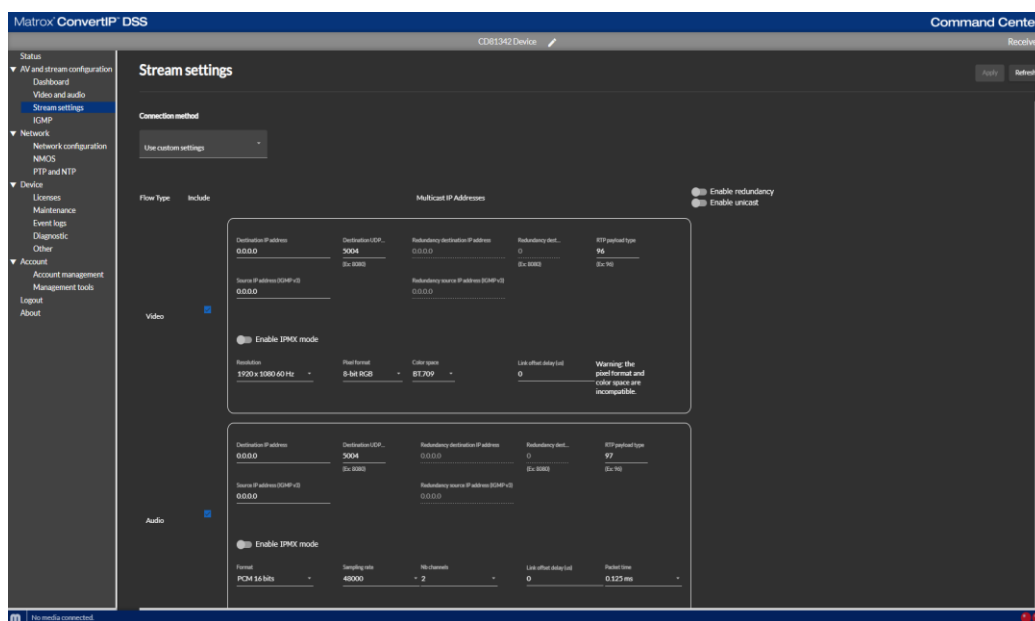 Matrox® ConvertIP™ DSS
Command Cente
CD81342 Device
Receive
Status
AV and stream configuration
Dashboard
Video and audio
Stream settings
IGMP
Network
Network configuration
NMOS
PTP and NTP
Device
Licenses
Maintenance
Event logs
Diagnostic
Other
Account
Account management
Management tools
Logout
About
Stream settings
Apply Refresh
Connection method
Use custom settings
Flow Type Include Multicast IP Addresses
Enable redundancy
Enable unicast
Video
Destination IP address Destination UDP... Redundancy destination IP address Redundancy dest... RTP payload type
0.0.0.0 5004 0.0.0.0 0 96
(Ex: 8080) (Ex: 8080) (Ex: 96)
Source IP address (IGMP v3) Redundancy source IP address (IGMP v3)
0.0.0.0 0.0.0.0
Enable IPMX mode
Resolution Pixel format Color space Link offset delay (us)
1920 x 1080 60 Hz 8-bit RGB BT.709 0
Warning: the
pixel format and
color space are
incompatible.
Audio
Destination IP address Destination UDP... Redundancy destination IP address Redundancy dest... RTP payload type
0.0.0.0 5004 0.0.0.0 0 97
(Ex: 8080) (Ex: 8080) (Ex: 96)
Source IP address (IGMP v3) Redundancy source IP address (IGMP v3)
0.0.0.0 0.0.0.0
Enable IPMX mode
Format Sampling rate Nb channels Link offset delay (us) Packet time
PCM 16 bits 48000 2 0 0.125 ms
m No media connected.